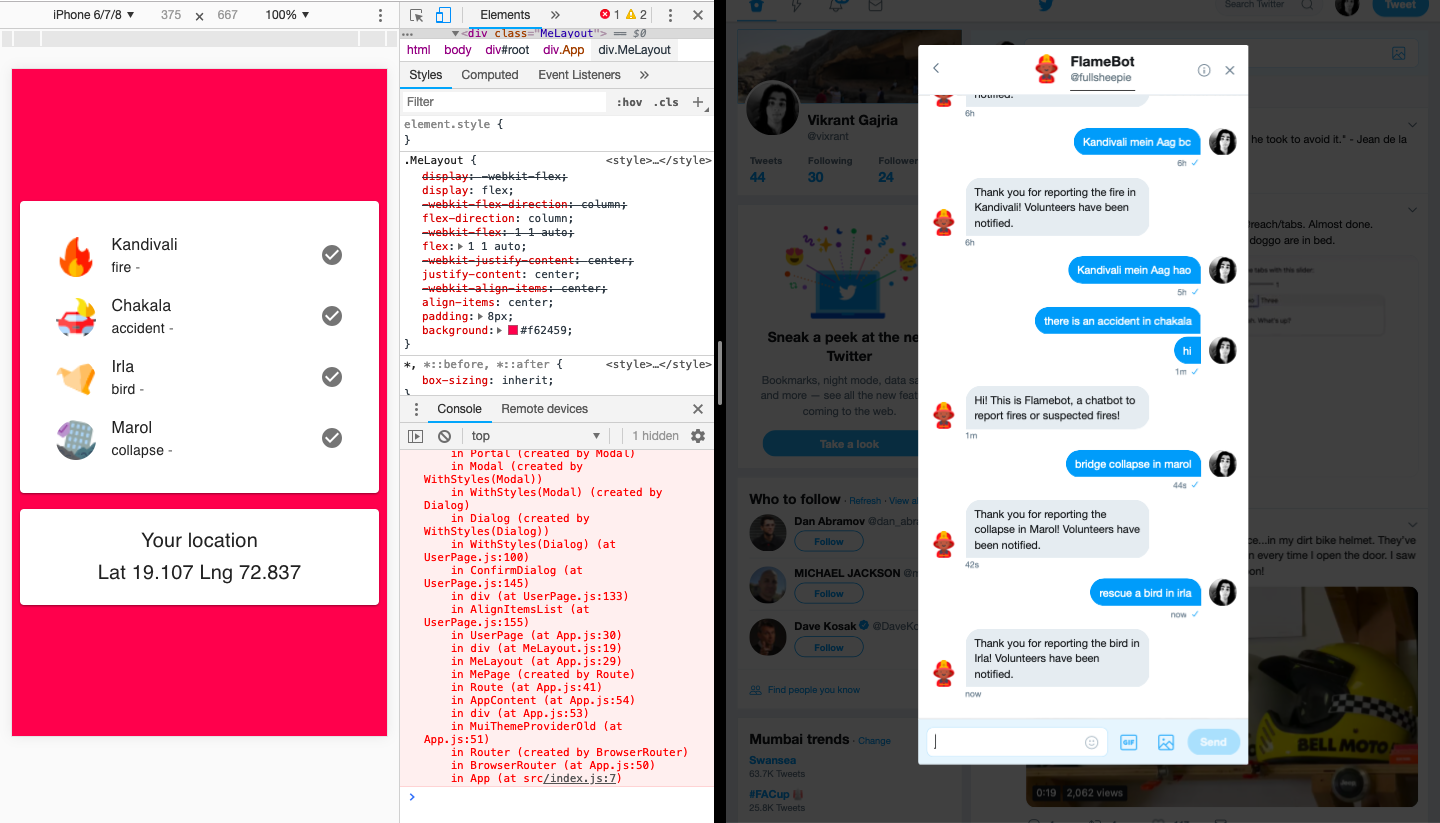 iPhone 6/7/8 ▼ 375 × 667 100% ▼
Kandivali
fire -
Chakala
accident -
Irla
bird -
Marol
collapse -
Your location
Lat 19.107 Lng 72.837
Elements » 1 2
<div class="MeLayout"> == $0
html body div#root div.App div.MeLayout
Styles Computed Event Listeners »
Filter :hov .cls +
element.style {
}
.MeLayout { <style>…</style>
display: -webkit-flex;
display: flex;
-webkit-flex-direction: column;
flex-direction: column;
-webkit-flex: 1 1 auto;
flex: 1 1 auto;
-webkit-justify-content: center;
justify-content: center;
-webkit-align-items: center;
align-items: center;
padding: 8px;
background: #f62459;
}
*, *::before, *::after { <style>…</style>
box-sizing: inherit;
}
Console Remote devices
top ▼ 1 hidden
in Portal (created by Modal)
in Modal (created by
WithStyles(Modal))
in WithStyles(Modal) (created by
Dialog)
in Dialog (created by
WithStyles(Dialog))
in WithStyles(Dialog) (at
UserPage.js:100)
in ConfirmDialog (at
UserPage.js:145)
in div (at UserPage.js:133)
in AlignItemsList (at
UserPage.js:155)
in UserPage (at App.js:30)
in div (at MeLayout.js:19)
in MeLayout (at App.js:29)
in MePage (created by Route)
in Route (at App.js:41)
in AppContent (at App.js:54)
in div (at App.js:53)
in MuiThemeProviderOld (at
App.js:51)
in Router (created by BrowserRouter)
in BrowserRouter (at App.js:50)
in App (at src/index.js:7)
Search Twitter
Tweet
Vikrant Gajria
@vixrant
Tweets Following Follower
44 30 24
Sneak a peek at the ne
Twitter
Bookmarks, night mode, data sa
and more — see all the new feat
coming to the web.
Take a look
Who to follow · Refresh · View al
Dan Abramov @dan_abra
Follow
MICHAEL JACKSON @m
Follow
Dave Kosak @DaveKo
Follow
Find people you know
Mumbai trends · Change
Swansea
63.7K Tweets
#FACup
25.8K Tweets
FlameBot
@fullsheepie
notified.
6h
Kandivali mein Aag bc
6h
Thank you for reporting the fire in
Kandivali! Volunteers have been
notified.
6h
Kandivali mein Aag hao
5h
there is an accident in chakala
hi
1m
Hi! This is Flamebot, a chatbot to
report fires or suspected fires!
1m
bridge collapse in marol
44s
Thank you for reporting the
collapse in Marol! Volunteers have
been notified.
42s
rescue a bird in irla
now
Thank you for reporting the bird in
Irla! Volunteers have been
notified.
now
GIF Send
he took to avoid it." - Jean de la
reach/tabs. Almost done.
doggo are in bed.
tabs with this slider:
Three
n. What's up?
ce...in my dirt bike helmet. They've
n every time I open the door. I saw
oon!
BELL MOTO
0:19 2,062 views